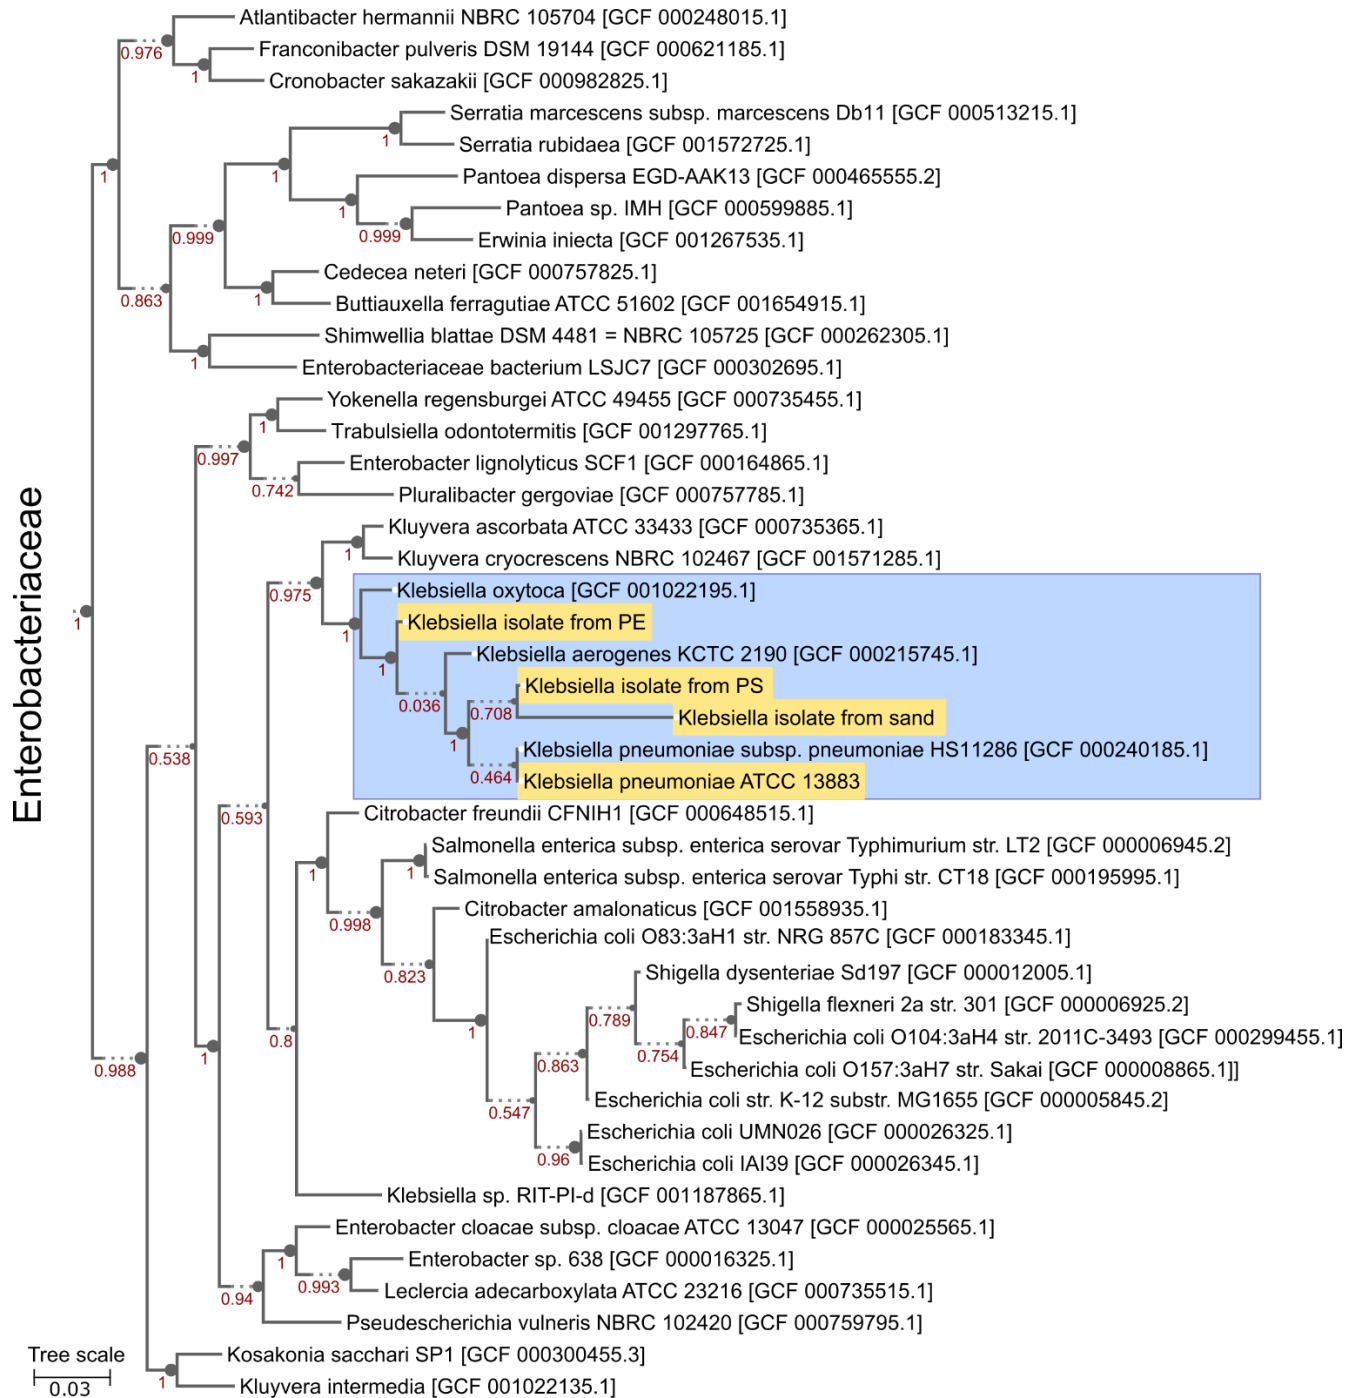 Atlantibacter hermannii NBRC 105704 [GCF 000248015.1]
0.976
Franconibacter pulveris DSM 19144 [GCF 000621185.1]
1
Cronobacter sakazakii [GCF 000982825.1]
Serratia marcescens subsp. marcescens Db11 [GCF 000513215.1]
1
Serratia rubidaea [GCF 001572725.1]
1
1
Pantoea dispersa EGD-AAK13 [GCF 000465555.2]
1
Pantoea sp. IMH [GCF 000599885.1]
0.999
0.999
Erwinia iniecta [GCF 001267535.1]
Cedecea neteri [GCF 000757825.1]
0.863
1
Buttiauxella ferragutiae ATCC 51602 [GCF 001654915.1]
Shimwellia blattae DSM 4481 = NBRC 105725 [GCF 000262305.1]
1
Enterobacteriaceae bacterium LSJC7 [GCF 000302695.1]
Yokenella regensburgei ATCC 49455 [GCF 000735455.1]
1
Trabulsiella odontotermitis [GCF 001297765.1]
0.997
Enterobacter lignolyticus SCF1 [GCF 000164865.1]
0.742
Pluralibacter gergoviae [GCF 000757785.1]
Enterobacteriaceae
Kluyvera ascorbata ATCC 33433 [GCF 000735365.1]
1
Kluyvera cryocrescens NBRC 102467 [GCF 001571285.1]
0.975
Klebsiella oxytoca [GCF 001022195.1]
1
1
Klebsiella isolate from PE
Klebsiella aerogenes KCTC 2190 [GCF 000215745.1]
1
Klebsiella isolate from PS
0.036
0.708
Klebsiella isolate from sand
1
Klebsiella pneumoniae subsp. pneumoniae HS11286 [GCF 000240185.1]
0.538
0.464
Klebsiella pneumoniae ATCC 13883
0.593
Citrobacter freundii CFNIH1 [GCF 000648515.1]
Salmonella enterica subsp. enterica serovar Typhimurium str. LT2 [GCF 000006945.2]
1
1
Salmonella enterica subsp. enterica serovar Typhi str. CT18 [GCF 000195995.1]
Citrobacter amalonaticus [GCF 001558935.1]
0.998
Escherichia coli O83:3aH1 str. NRG 857C [GCF 000183345.1]
0.823
Shigella dysenteriae Sd197 [GCF 000012005.1]
Shigella flexneri 2a str. 301 [GCF 000006925.2]
0.789
0.847
Escherichia coli O104:3aH4 str. 2011C-3493 [GCF 000299455.1]
1
0.8
1
0.754
0.988
0.863
Escherichia coli O157:3aH7 str. Sakai [GCF 000008865.1]]
Escherichia coli str. K-12 substr. MG1655 [GCF 000005845.2]
0.547
Escherichia coli UMN026 [GCF 000026325.1]
0.96
Escherichia coli IAI39 [GCF 000026345.1]
Klebsiella sp. RIT-PI-d [GCF 001187865.1]
Enterobacter cloacae subsp. cloacae ATCC 13047 [GCF 000025565.1]
1
Enterobacter sp. 638 [GCF 000016325.1]
0.993
Leclercia adecarboxylata ATCC 23216 [GCF 000735515.1]
0.94
Pseudescherichia vulneris NBRC 102420 [GCF 000759795.1]
Tree scale
0.03
Kosakonia sacchari SP1 [GCF 000300455.3]
1
Kluyvera intermedia [GCF 001022135.1]